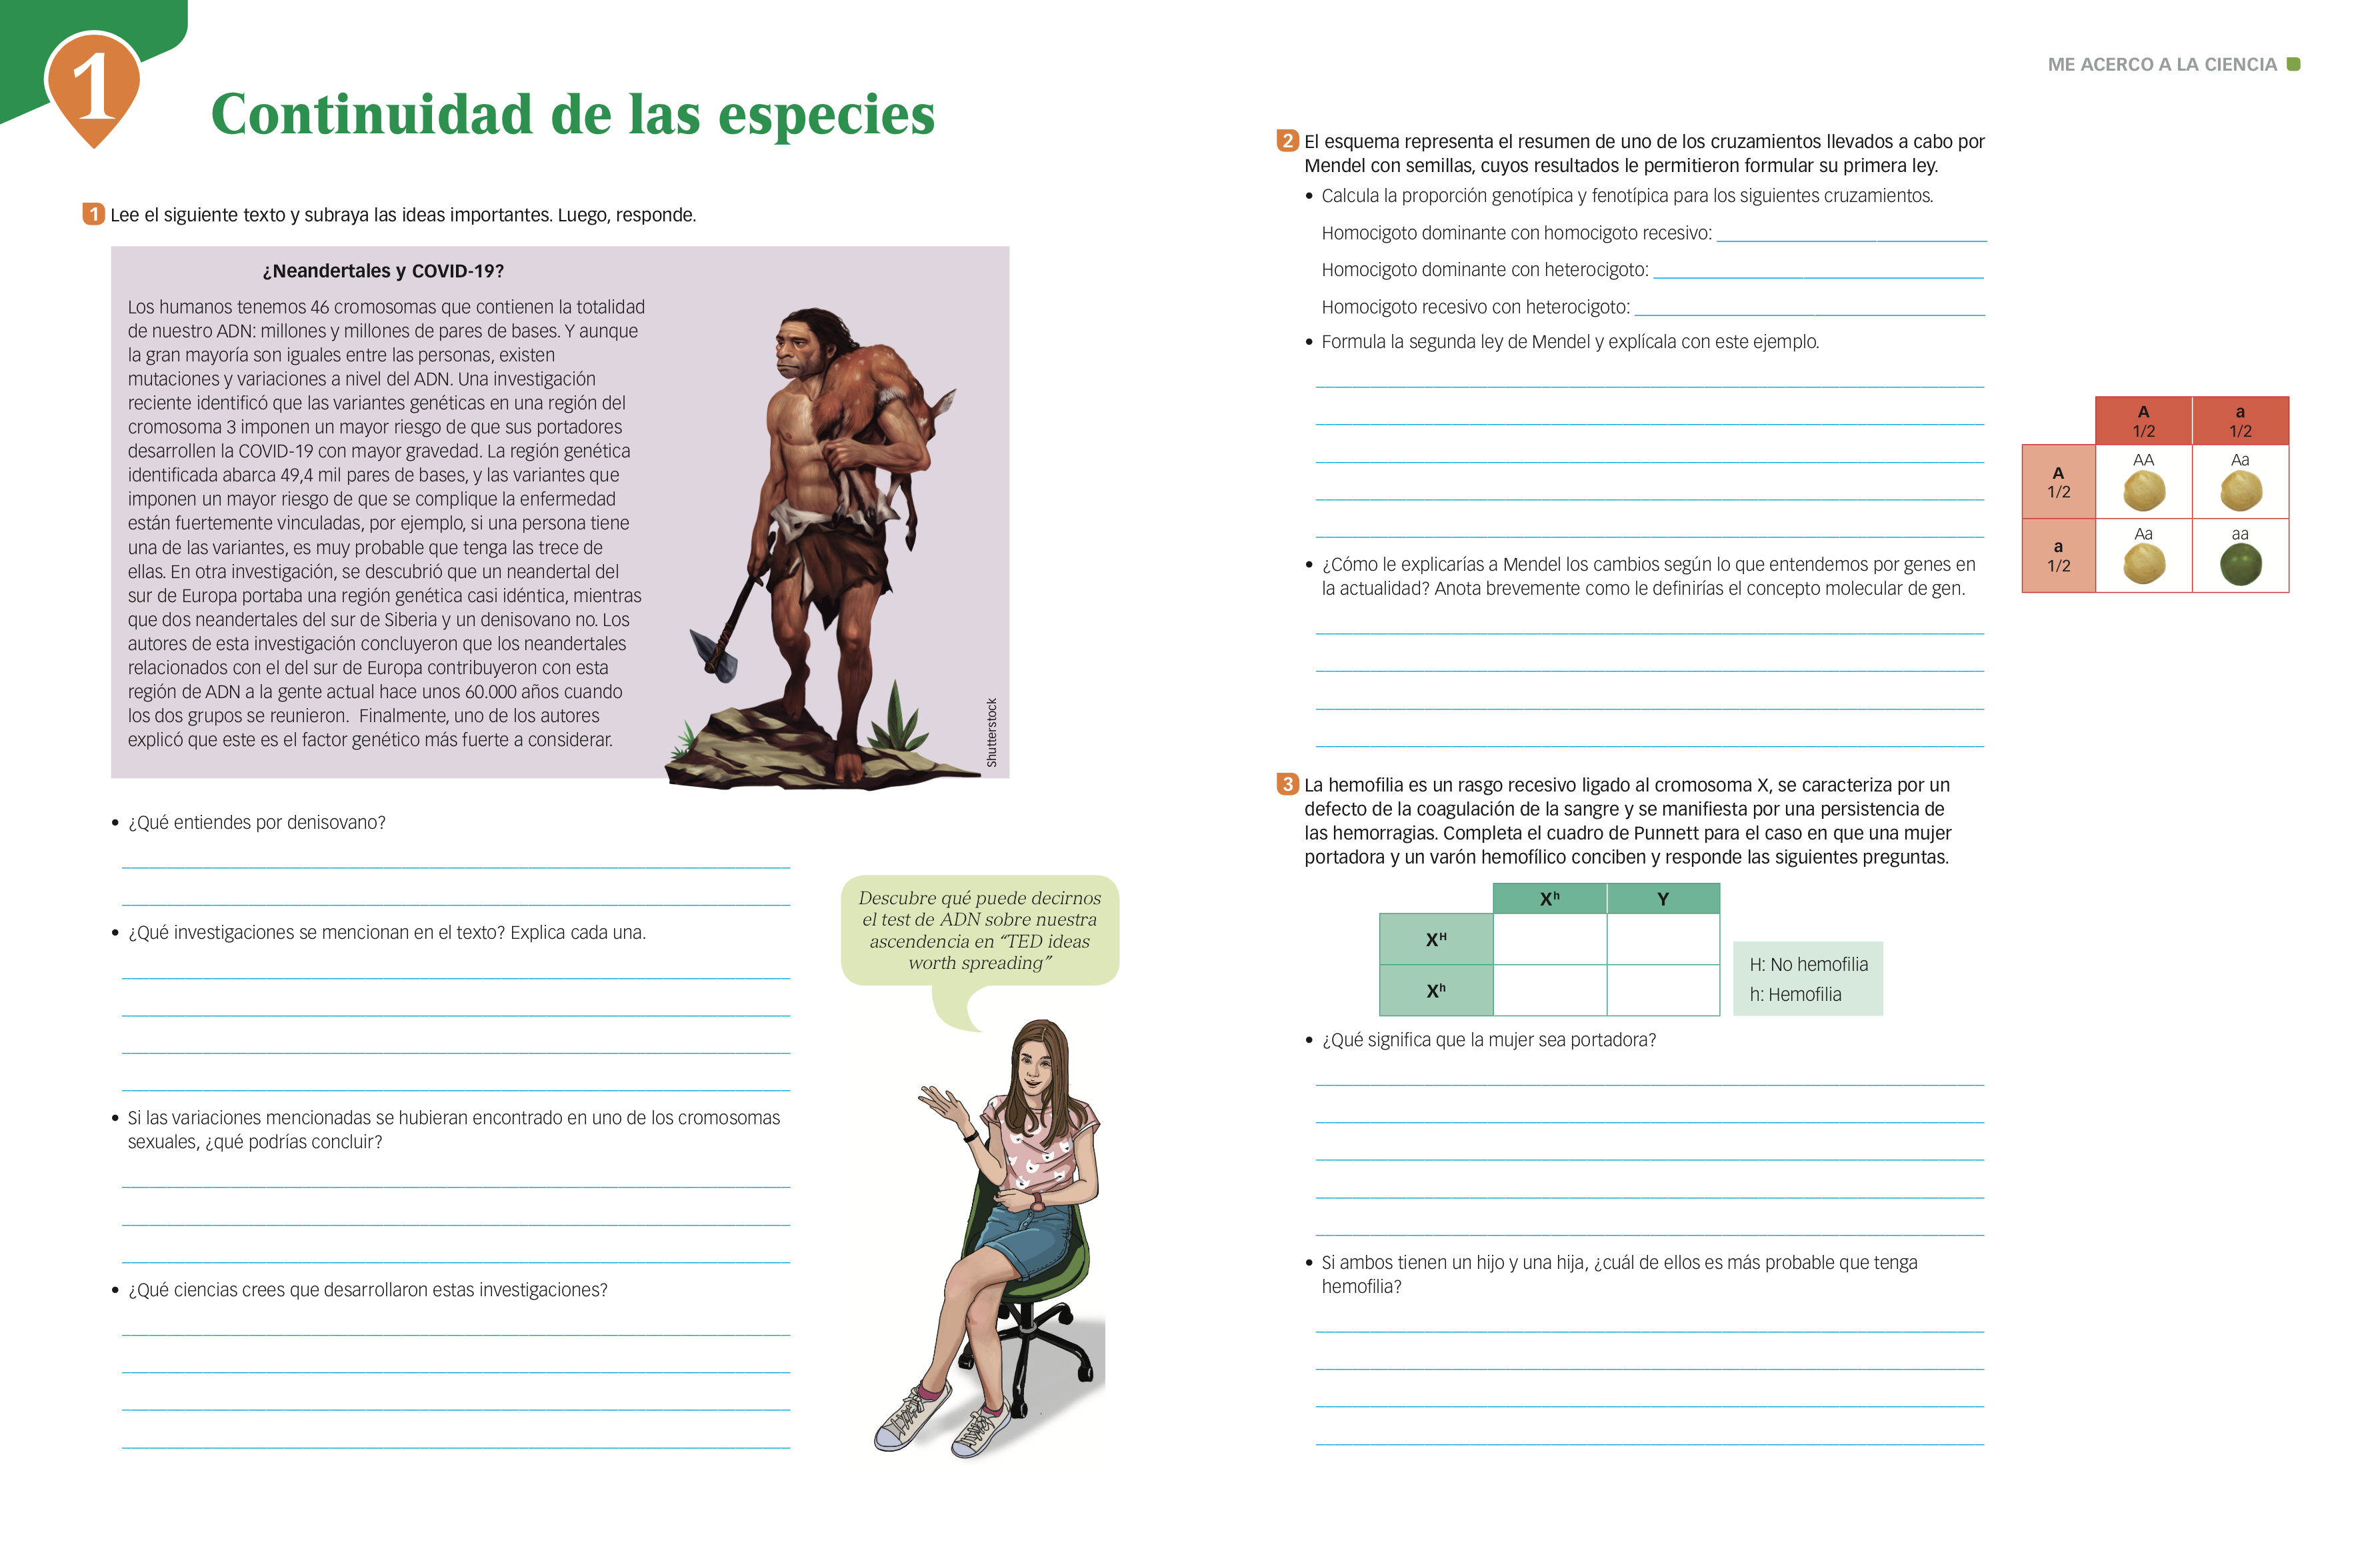 1
Continuidad de las especies
1 Lee el siguiente texto y subraya las ideas importantes. Luego, responde.
¿Neandertales y COVID-19?
Los humanos tenemos 46 cromosomas que contienen la totalidad
de nuestro ADN: millones y millones de pares de bases. Y aunque
la gran mayoría son iguales entre las personas, existen
mutaciones y variaciones a nivel del ADN. Una investigación
reciente identificó que las variantes genéticas en una región del
cromosoma 3 imponen un mayor riesgo de que sus portadores
desarrollen la COVID-19 con mayor gravedad. La región genética
identificada abarca 49,4 mil pares de bases, y las variantes que
imponen un mayor riesgo de que se complique la enfermedad
están fuertemente vinculadas, por ejemplo, si una persona tiene
una de las variantes, es muy probable que tenga las trece de
ellas. En otra investigación, se descubrió que un neandertal del
sur de Europa portaba una región genética casi idéntica, mientras
que dos neandertales del sur de Siberia y un denisovano no. Los
autores de esta investigación concluyeron que los neandertales
relacionados con el del sur de Europa contribuyeron con esta
región de ADN a la gente actual hace unos 60.000 años cuando
los dos grupos se reunieron. Finalmente, uno de los autores
explicó que este es el factor genético más fuerte a considerar.
Shutterstock
• ¿Qué entiendes por denisovano?
• ¿Qué investigaciones se mencionan en el texto? Explica cada una.
• Si las variaciones mencionadas se hubieran encontrado en uno de los cromosomas
sexuales, ¿qué podrías concluir?
• ¿Qué ciencias crees que desarrollaron estas investigaciones?
Descubre qué puede decirnos
el test de ADN sobre nuestra
ascendencia en “TED ideas
worth spreading”
ME ACERCO A LA CIENCIA
2 El esquema representa el resumen de uno de los cruzamientos llevados a cabo por
Mendel con semillas, cuyos resultados le permitieron formular su primera ley.
• Calcula la proporción genotípica y fenotípica para los siguientes cruzamientos.
Homocigoto dominante con homocigoto recesivo:
Homocigoto dominante con heterocigoto:
Homocigoto recesivo con heterocigoto:
• Formula la segunda ley de Mendel y explícala con este ejemplo.
A a
1/2 1/2
AA Aa
A
1/2
Aa aa
a
1/2
• ¿Cómo le explicarías a Mendel los cambios según lo que entendemos por genes en
la actualidad? Anota brevemente como le definirías el concepto molecular de gen.
3 La hemofilia es un rasgo recesivo ligado al cromosoma X, se caracteriza por un
defecto de la coagulación de la sangre y se manifiesta por una persistencia de
las hemorragias. Completa el cuadro de Punnett para el caso en que una mujer
portadora y un varón hemofílico conciben y responde las siguientes preguntas.
Xʰ Y
Xᴴ
Xʰ
H: No hemofilia
h: Hemofilia
• ¿Qué significa que la mujer sea portadora?
• Si ambos tienen un hijo y una hija, ¿cuál de ellos es más probable que tenga
hemofilia?